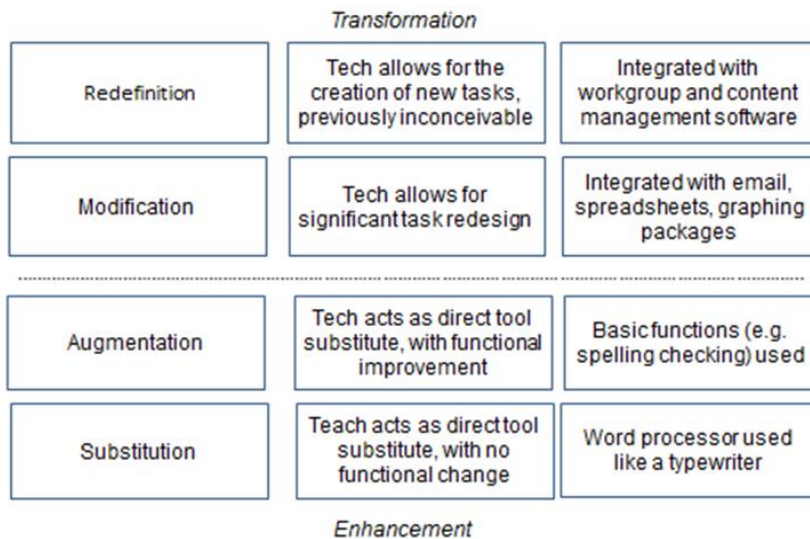 Transformation
Redefinition
Tech allows for the
creation of new tasks,
previously inconceivable
Integrated with
workgroup and content
management software
Modification
Tech allows for
significant task redesign
Integrated with email,
spreadsheets, graphing
packages
Augmentation
Tech acts as direct tool
substitute, with functional
improvement
Basic functions (e.g.
spelling checking) used
Substitution
Teach acts as direct tool
substitute, with no
functional change
Word processor used
like a typewriter
Enhancement